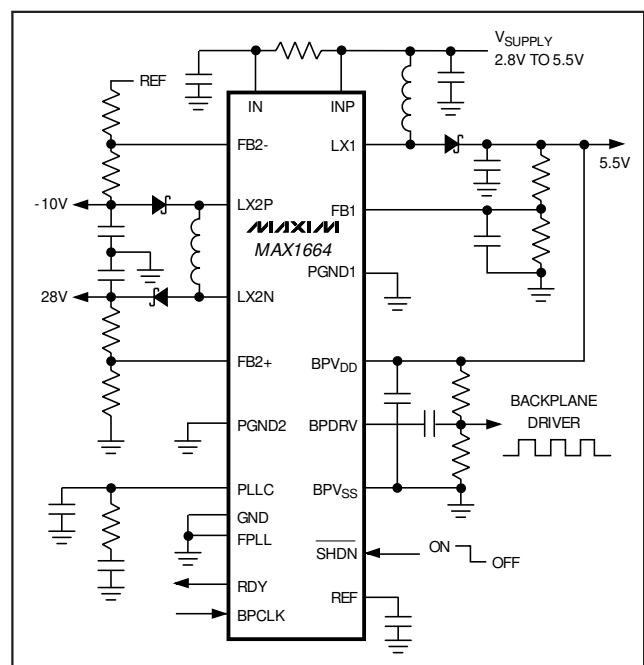 VSUPPLY
2.8V TO 5.5V
REF
IN
INP
FB2-
LX1
5.5V
-10V
LX2P
FB1
MAXIM
MAX1664
PGND1
28V
LX2N
FB2+
BPVDD
BACKPLANE
DRIVER
PGND2
BPDRV
PLLC
BPVSS
GND
FPLL
SHDN
ON
OFF
RDY
REF
BPCLK